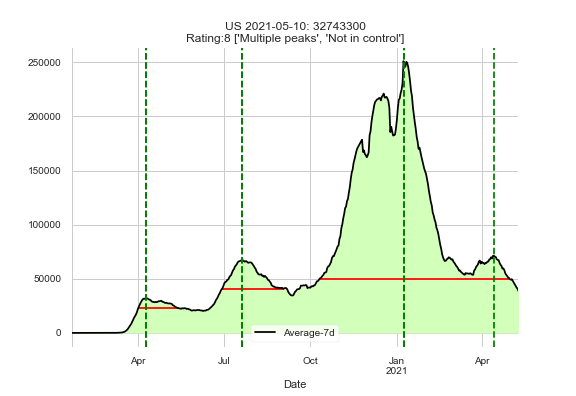 US 2021-05-10: 32743300
Rating:8 ['Multiple peaks', 'Not in control']
250000
200000
150000
100000
50000
0
Average-7d
Apr
Jul
Oct
Jan
Apr
2021
Date